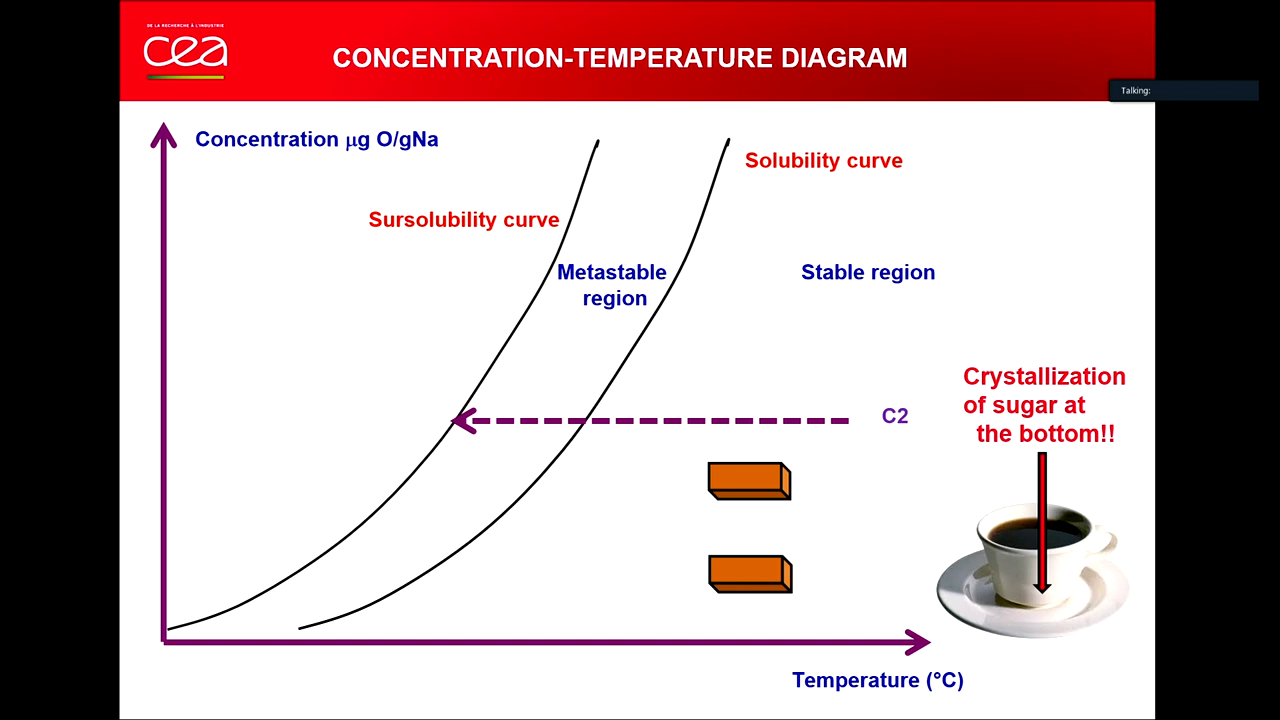 DE LA RECHERCHE À L'INDUSTRIE
cea
CONCENTRATION-TEMPERATURE DIAGRAM
Talking:
Concentration μg O/gNa
Solubility curve
Sursolubility curve
Metastable
region
Stable region
Crystallization
of sugar at
the bottom!!
C2
Temperature (°C)